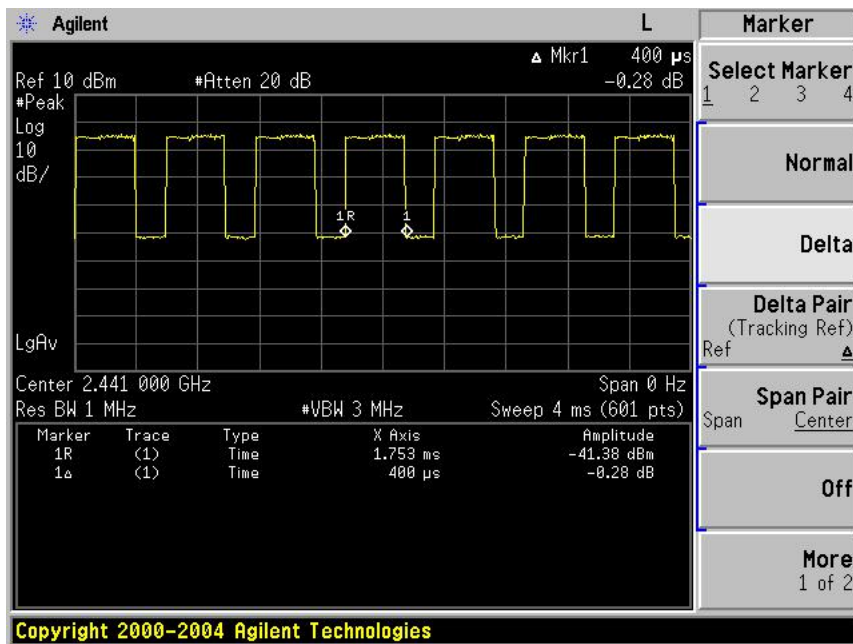 Agilent L Marker
Δ Mkr1 400 µs
Ref 10 dBm #Atten 20 dB -0.28 dB
#Peak
Log
10
dB/
1R 1
LgAv
Center 2.441 000 GHz Span 0 Hz
Res BW 1 MHz #VBW 3 MHz Sweep 4 ms (601 pts)
Marker Trace Type X Axis Amplitude
1R (1) Time 1.753 ms -41.38 dBm
1Δ (1) Time 400 µs -0.28 dB
Select Marker
1 2 3 4
Normal
Delta
Delta Pair
(Tracking Ref)
Ref Δ
Span Pair
Span Center
Off
More
1 of 2
Copyright 2000-2004 Agilent Technologies